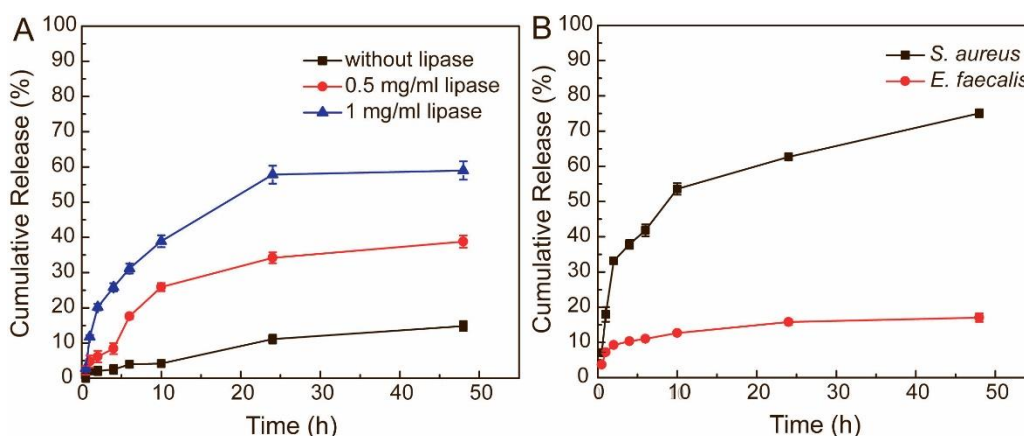 A
without lipase
0.5 mg/ml lipase
1 mg/ml lipase
Cumulative Release (%)
100
90
80
70
60
50
40
30
20
10
0
0 10 20 30 40 50
Time (h)
B
S. aureus
E. faecalis
Cumulative Release (%)
100
90
80
70
60
50
40
30
20
10
0
0 10 20 30 40 50
Time (h)